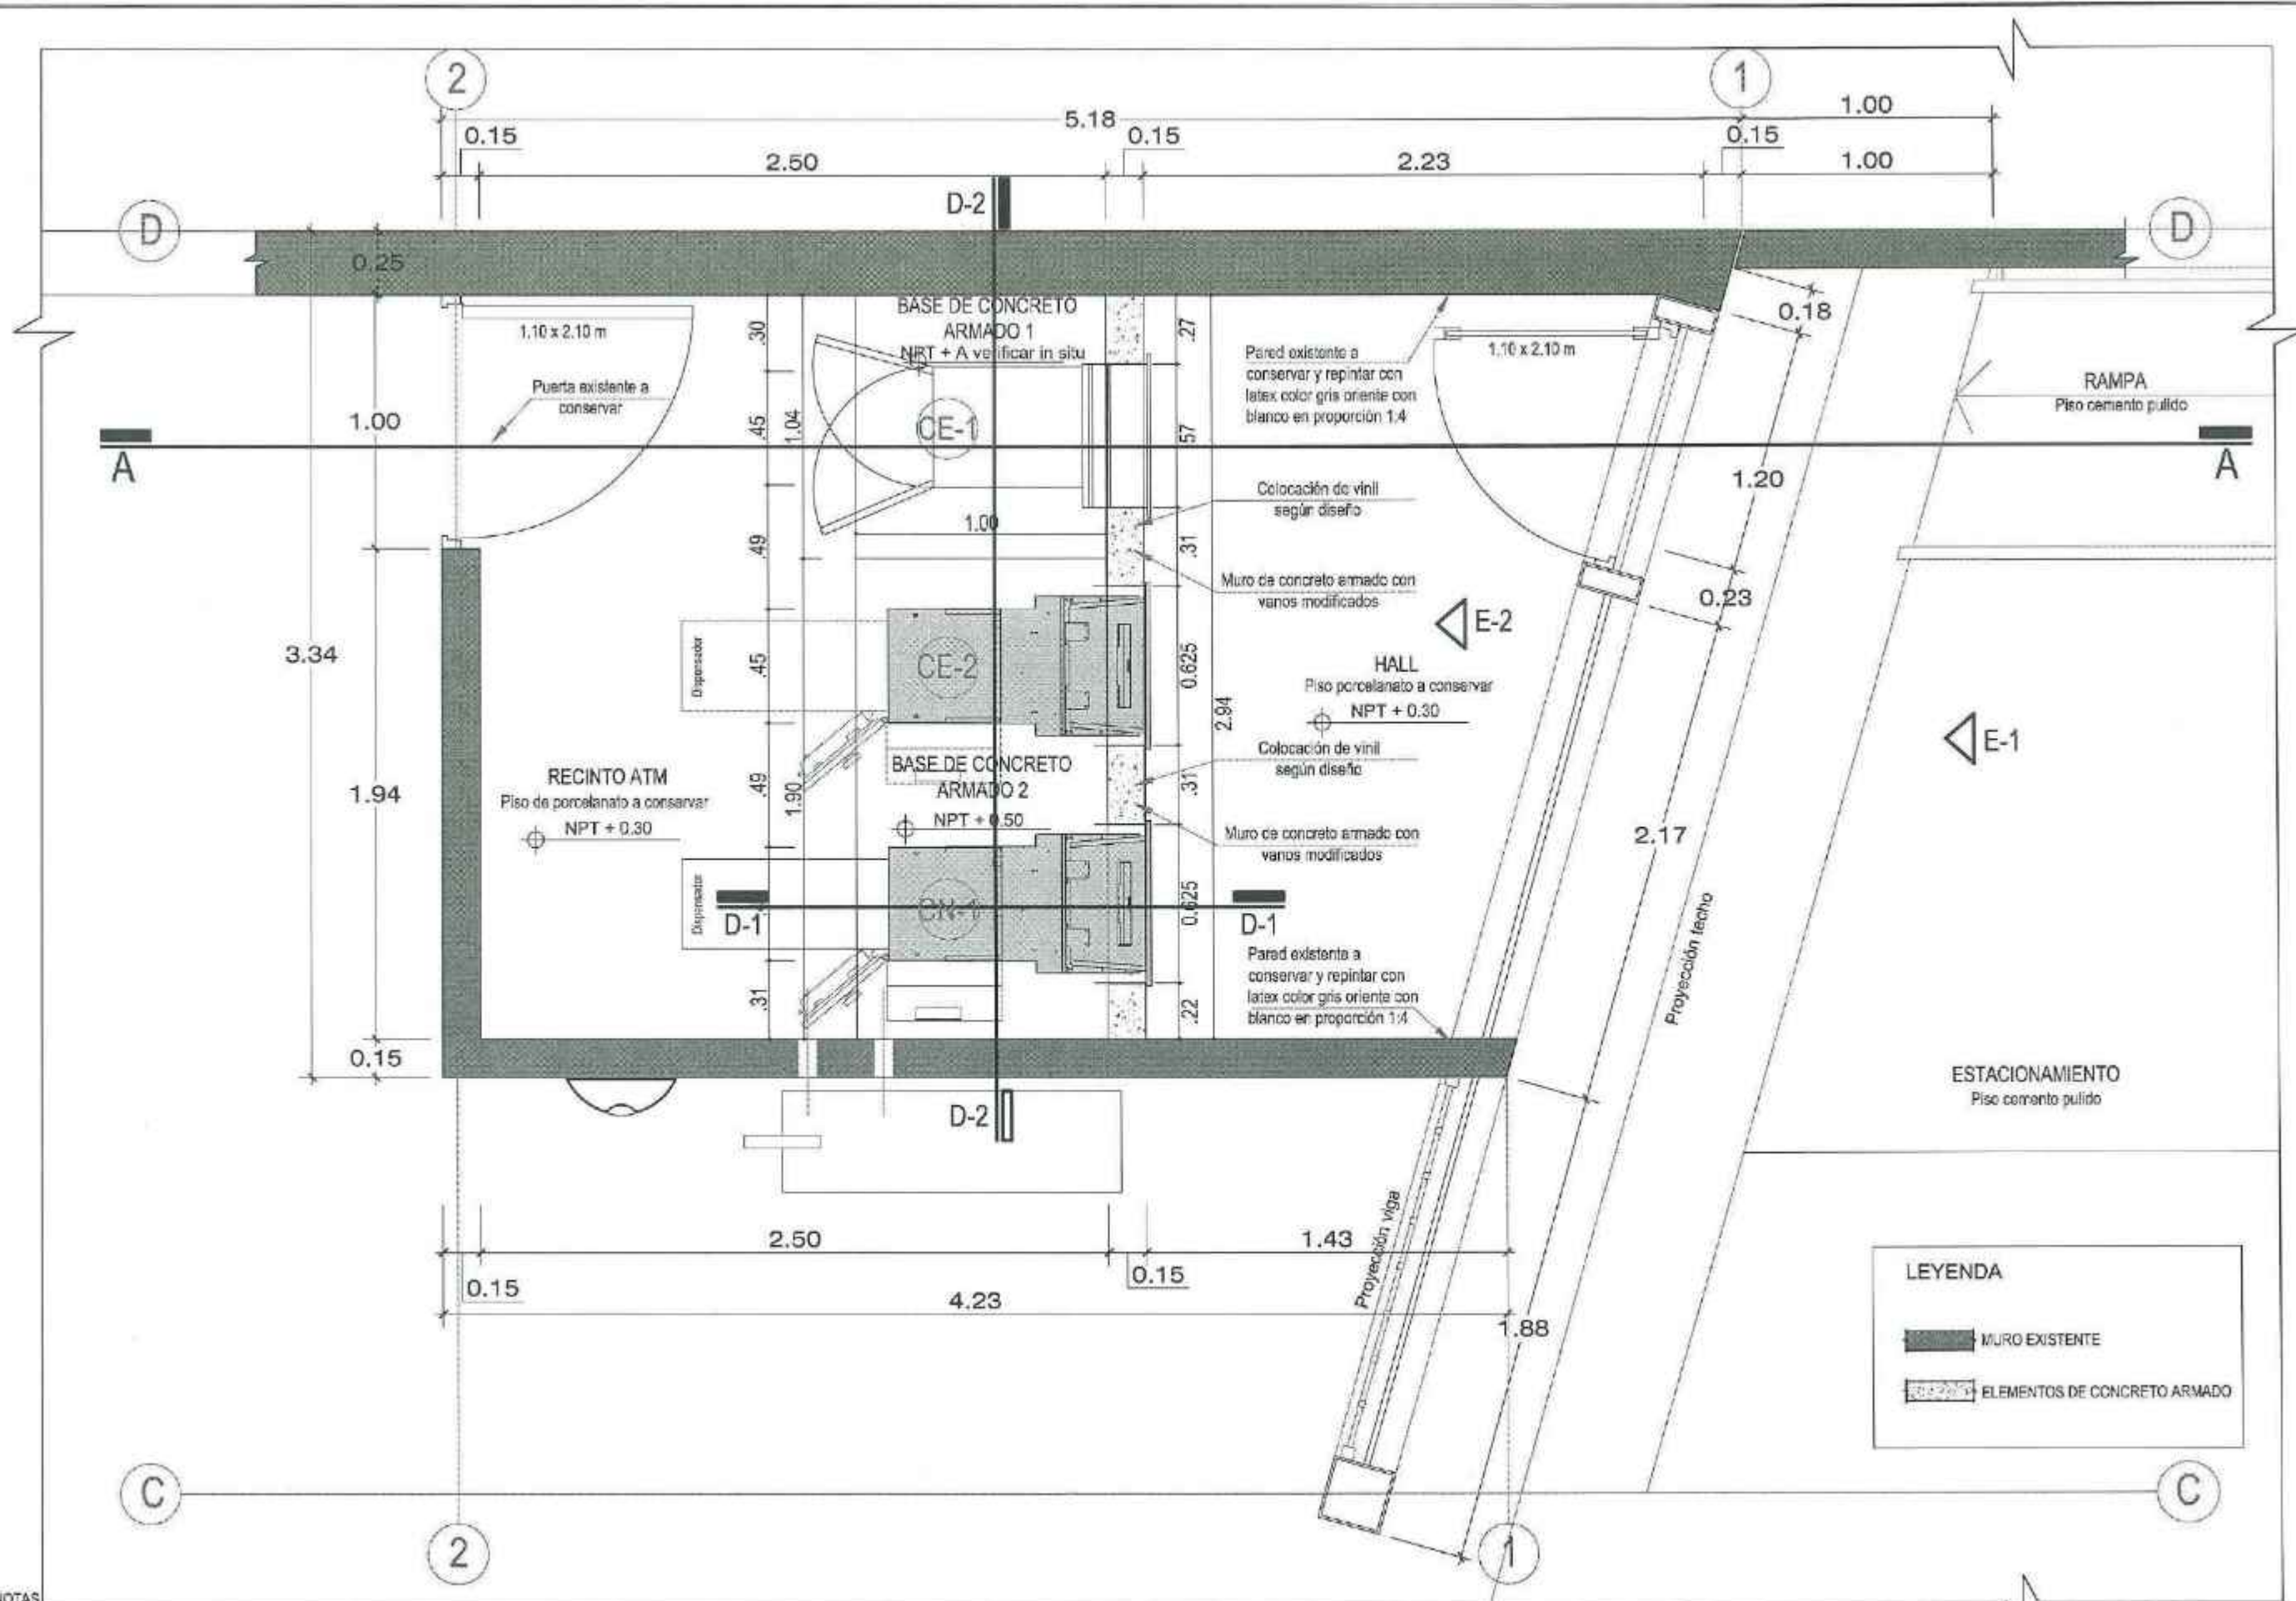 2
1
5.18
1.00
0.15
0.15
0.15
2.50
2.23
1.00
D-2
D
D
0.25
BASE DE CONCRETO
ARMADO 1
NPT + A verificar in situ
.30
.27
0.18
1.10 x 2.10 m
Pared existente a
conservar y repintar con
latex color gris oriente con
blanco en proporción 1:4
1.10 x 2.10 m
Puerta existente a
conservar
RAMPA
Piso cemento pulido
1.00
.45
1.04
CE-1
.57
A
A
1.20
Colocación de vinil
según diseño
1.00
.49
.31
Muro de concreto armado con
vanos modificados
0.23
E-2
3.34
Dispensador
.45
CE-2
0.625
HALL
Piso porcelanato a conservar
NPT + 0.30
2.94
E-1
Colocación de vinil
según diseño
BASE DE CONCRETO
ARMADO 2
NPT + 0.50
RECINTO ATM
Piso de porcelanato a conservar
NPT + 0.30
1.94
.49
1.90
.31
Muro de concreto armado con
vanos modificados
2.17
Dispensador
D-1
CN-1
0.625
D-1
Proyección techo
Pared existente a
conservar y repintar con
latex color gris oriente con
blanco en proporción 1:4
.31
.22
0.15
ESTACIONAMIENTO
Piso cemento pulido
D-2
Proyección viga
2.50
1.43
0.15
0.15
4.23
1.88
LEYENDA
MURO EXISTENTE
ELEMENTOS DE CONCRETO ARMADO
C
C
2
1
NOTAS